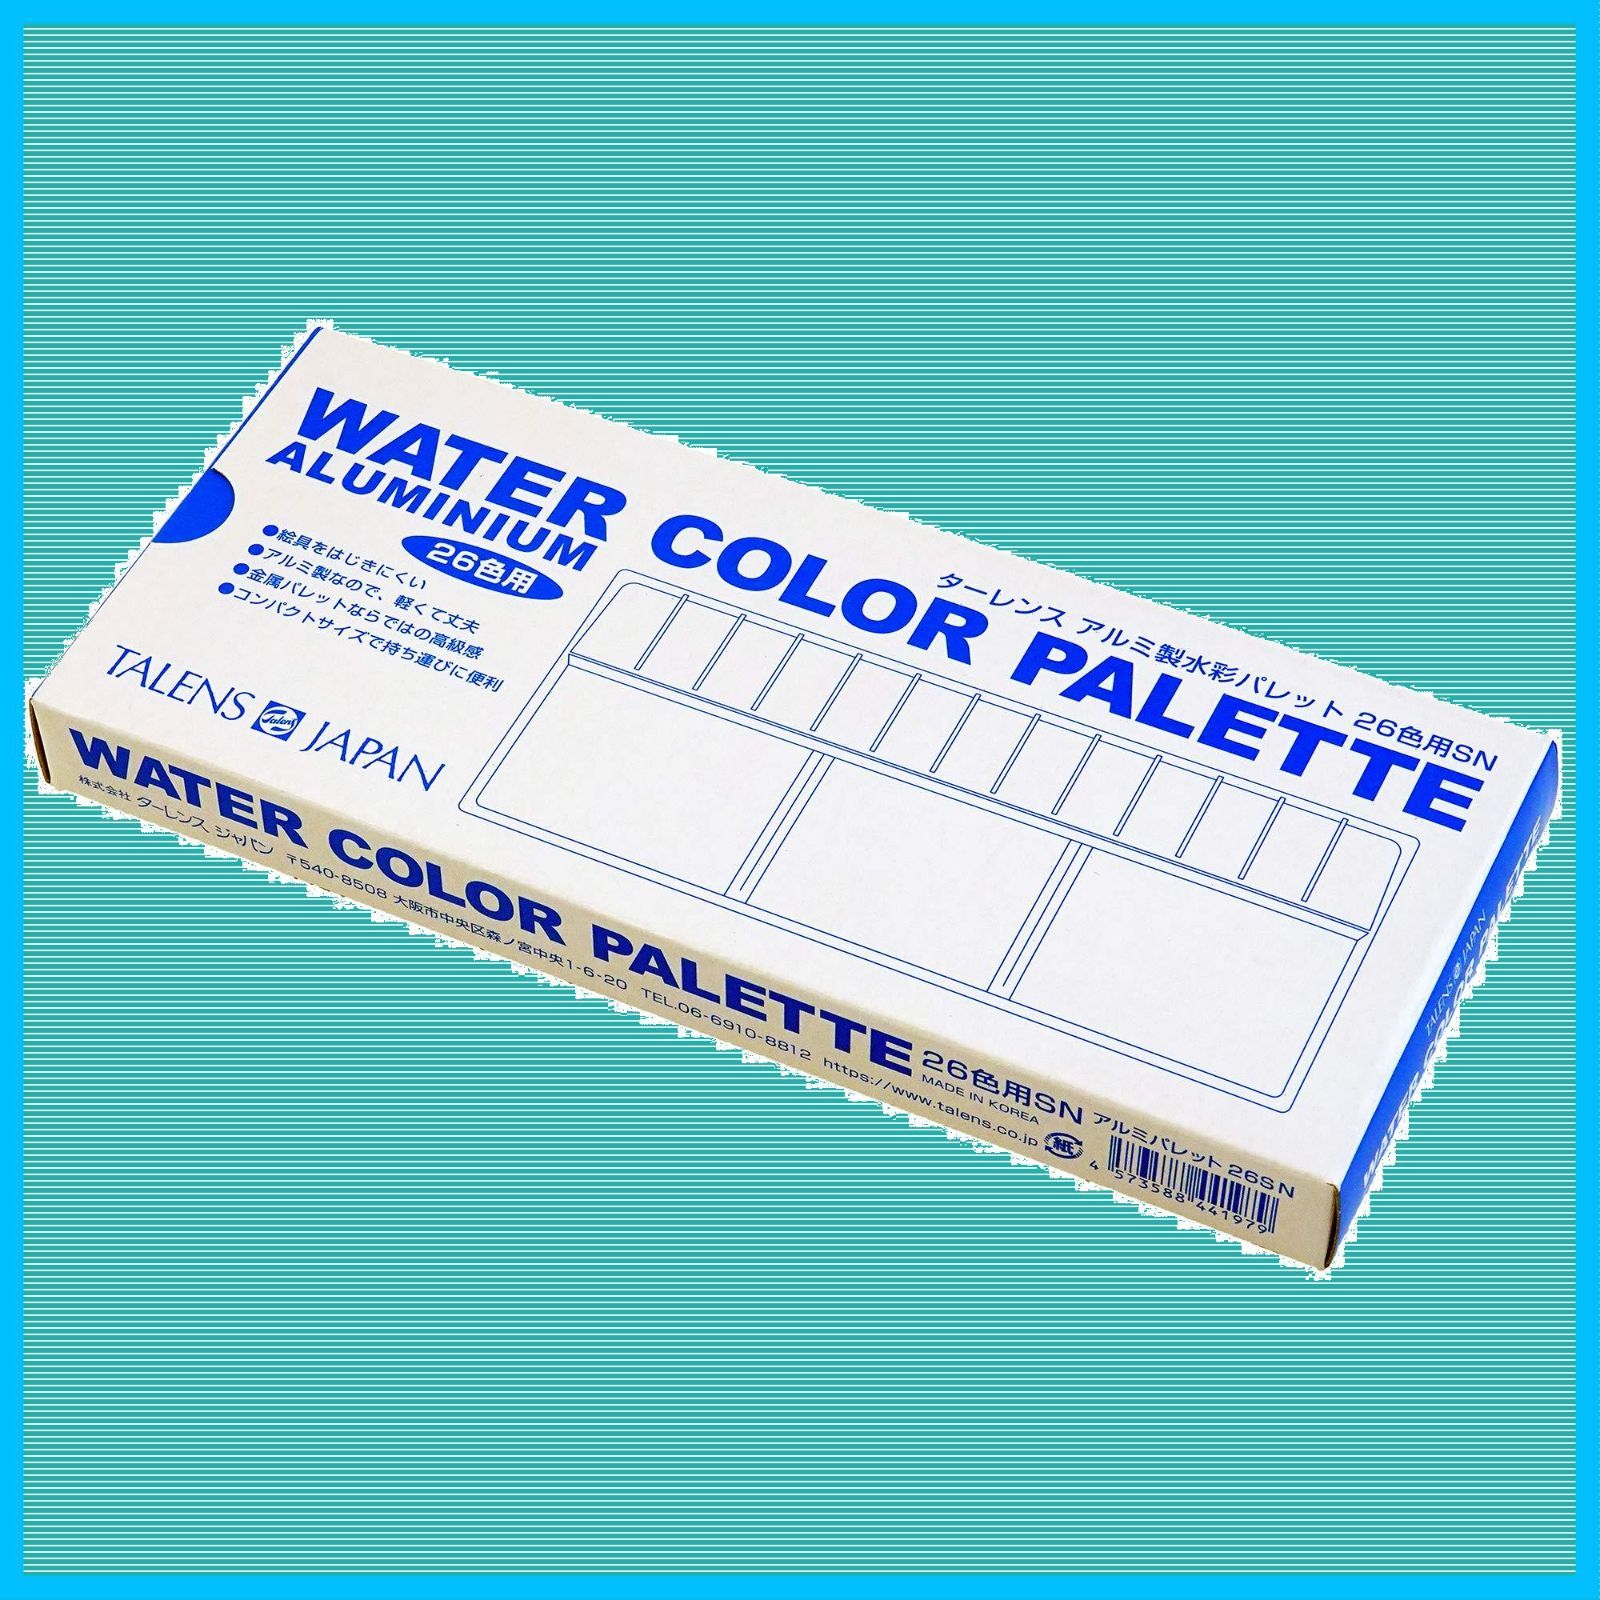 WATER COLOR PALETTE
ALUMINIUM
26色用
ターレンス アルミ製水彩パレット 26色用SN
●絵具をはじきにくい
●アルミ製なので、軽くて丈夫
●金属パレットならではの高級感
●コンパクトサイズで持ち運びに便利
TALENS Talens JAPAN
WATER COLOR PALETTE 26色用SN アルミパレット 26SN
株式会社 ターレンス ジャパン 〒540-8508 大阪市中央区森ノ宮中央1-6-20 TEL.06-6910-8812 https://www.talens.co.jp
MADE IN KOREA
紙
4 573588 441979
TALENS JAPAN
WATER COLOR PALETTE